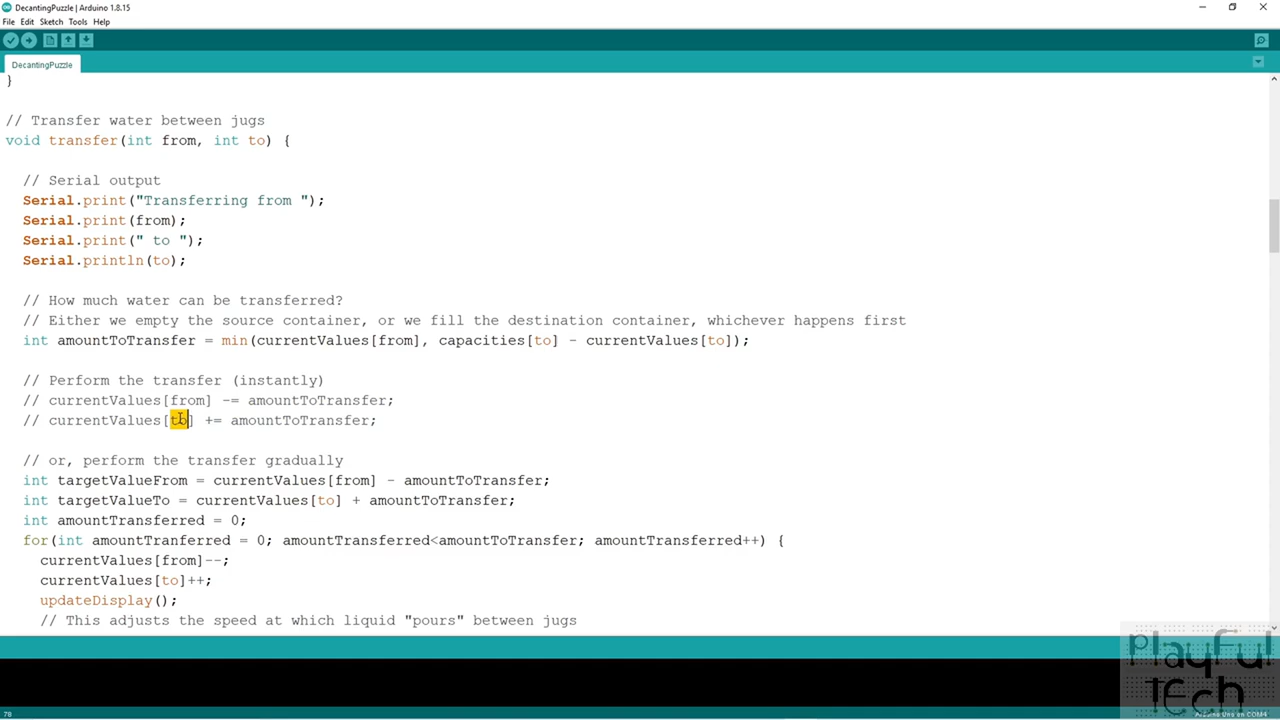 DecantingPuzzle | Arduino 1.8.15
File Edit Sketch Tools Help
DecantingPuzzle
}
// Transfer water between jugs
void transfer(int from, int to) {
// Serial output
Serial.print("Transferring from ");
Serial.print(from);
Serial.print(" to ");
Serial.println(to);
// How much water can be transferred?
// Either we empty the source container, or we fill the destination container, whichever happens first
int amountToTransfer = min(currentValues[from], capacities[to] - currentValues[to]);
// Perform the transfer (instantly)
// currentValues[from] -= amountToTransfer;
// currentValues[to] += amountToTransfer;
// or, perform the transfer gradually
int targetValueFrom = currentValues[from] - amountToTransfer;
int targetValueTo = currentValues[to] + amountToTransfer;
int amountTransferred = 0;
for(int amountTranferred = 0; amountTransferred<amountToTransfer; amountTransferred++) {
currentValues[from]--;
currentValues[to]++;
updateDisplay();
// This adjusts the speed at which liquid "pours" between jugs
Playful
Tech
78
Arduino Uno on COM4